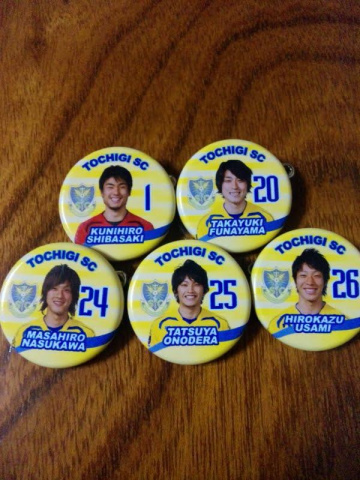 TOCHIGI SC
1
KUNIHIRO
SHIBASAKI
TOCHIGI SC
20
TAKAYUKI
FUNAYAMA
TOCHIGI SC
24
MASAHIRO
NASUKAWA
TOCHIGI SC
25
TATSUYA
ONODERA
TOCHIGI SC
26
HIROKAZU
USAMI